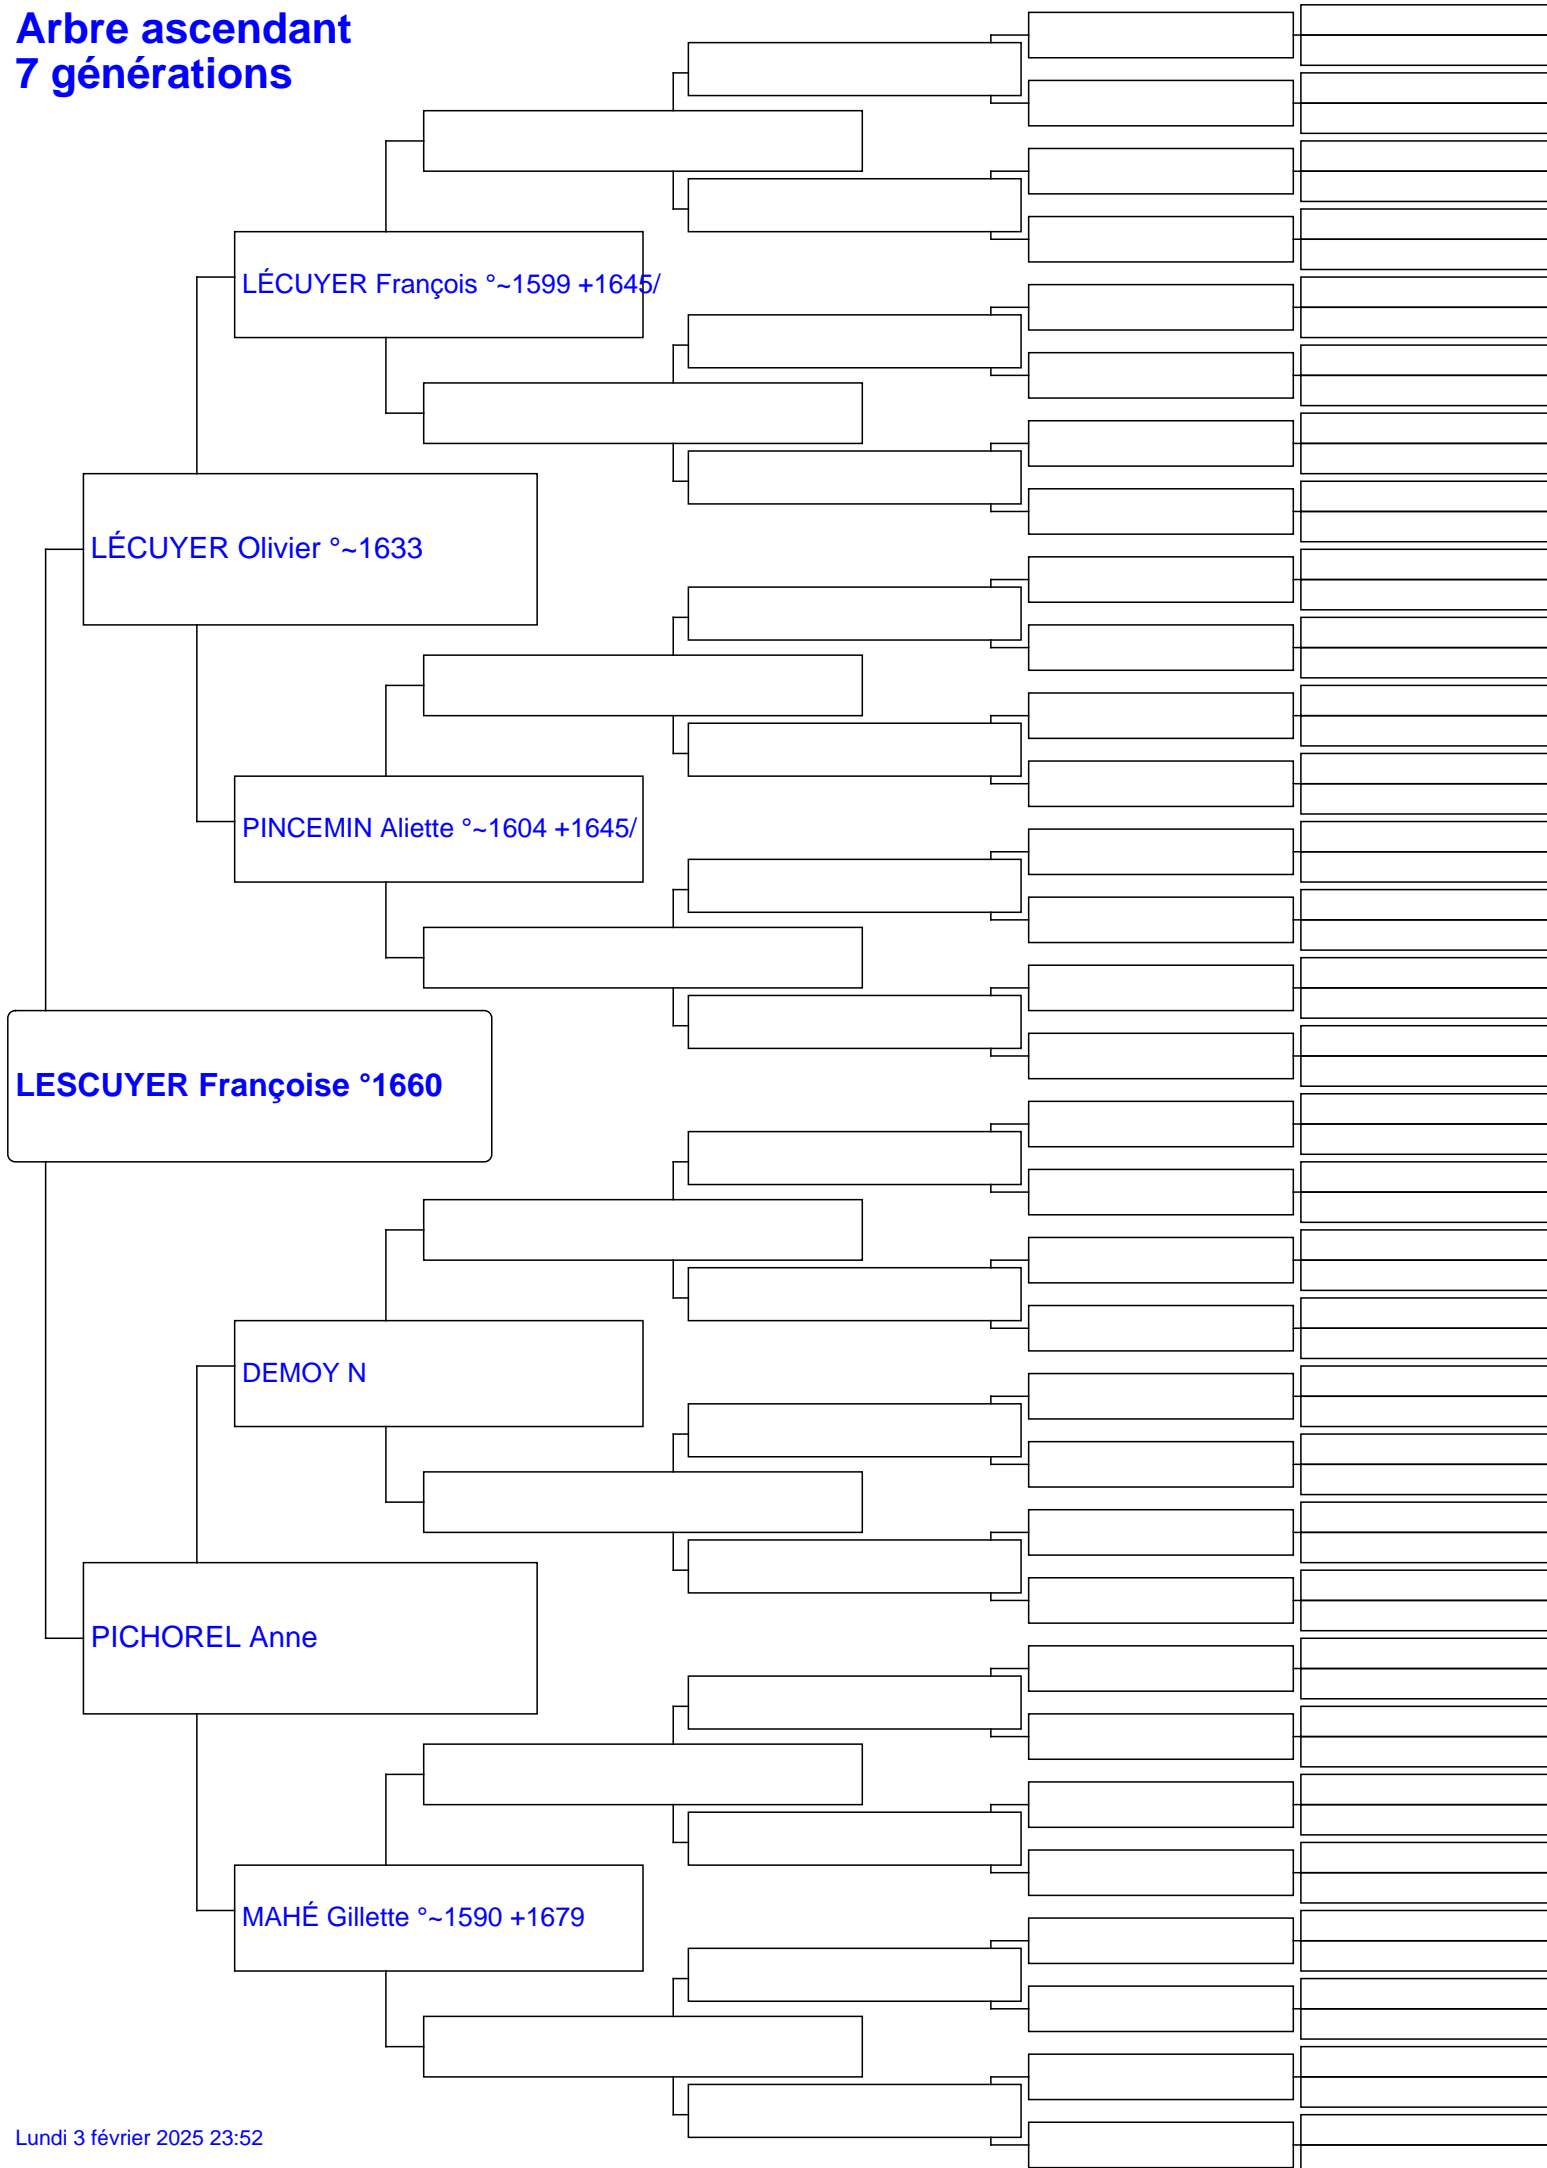 Arbre ascendant
7 générations
LÉCUYER François °~1599 +1645/
LÉCUYER Olivier °~1633
PINCEMIN Aliette °~1604 +1645/
LESCUYER Françoise °1660
DEMOY N
PICHOREL Anne
MAHÉ Gillette °~1590 +1679
Lundi 3 février 2025 23:52